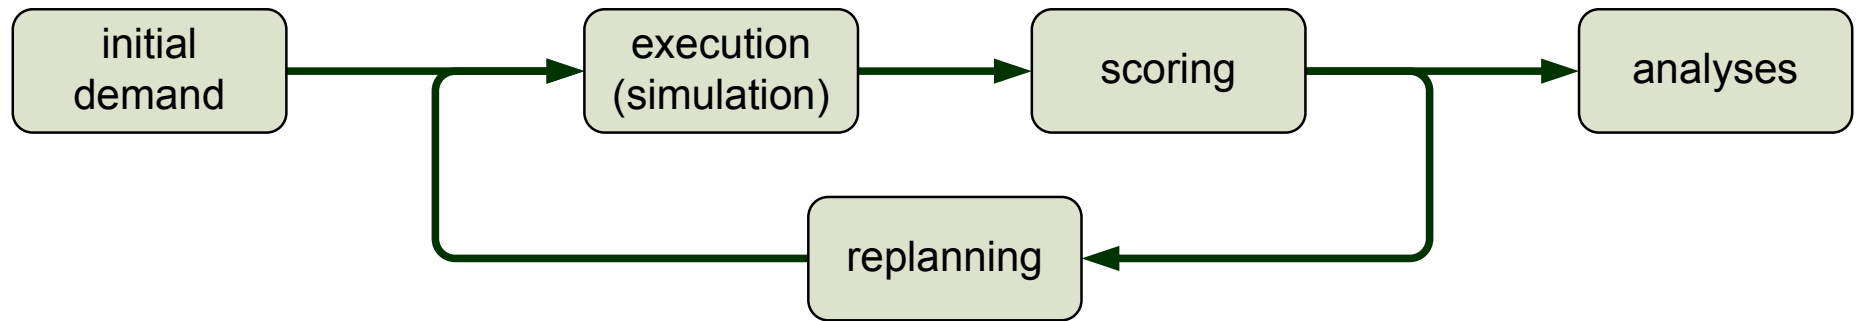 initial
demand
execution
(simulation)
scoring
analyses
replanning